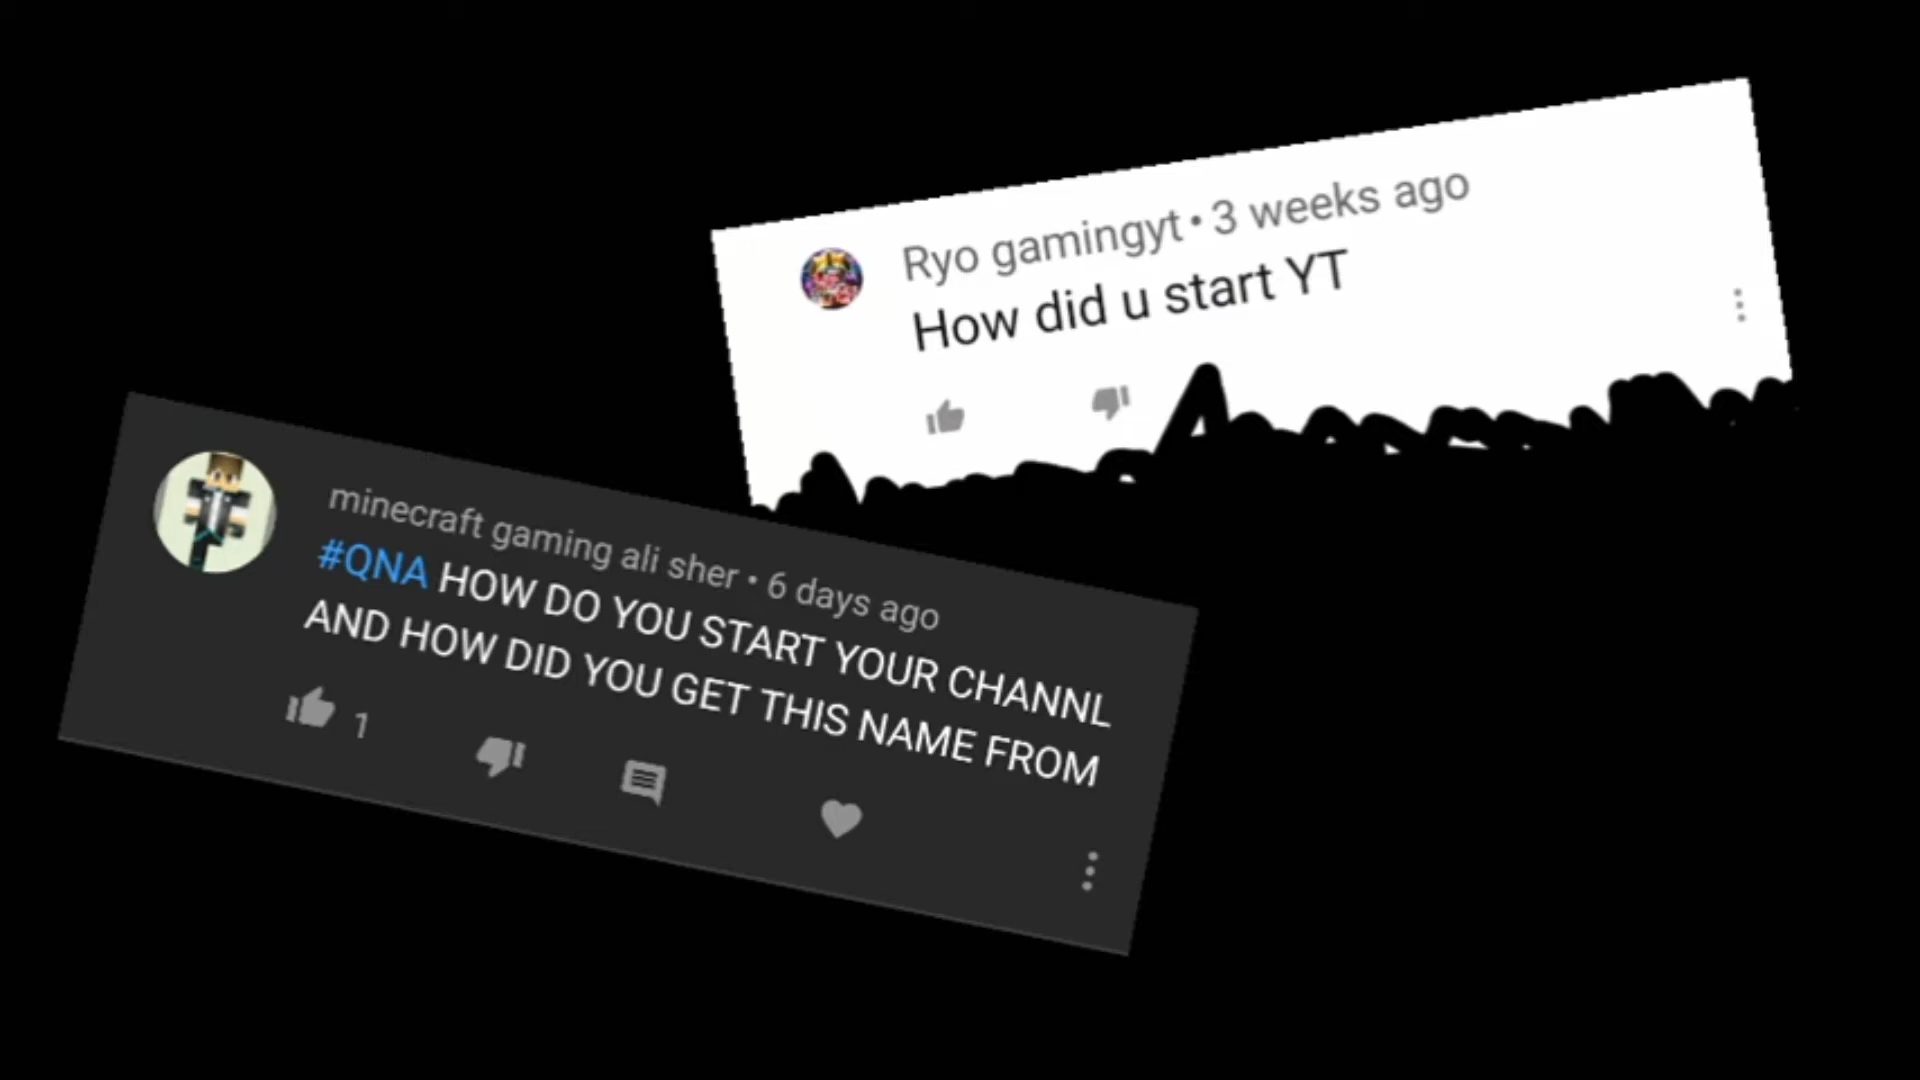 Ryo gamingyt • 3 weeks ago
How did u start YT
minecraft gaming ali sher • 6 days ago
#QNA HOW DO YOU START YOUR CHANNL
AND HOW DID YOU GET THIS NAME FROM
1